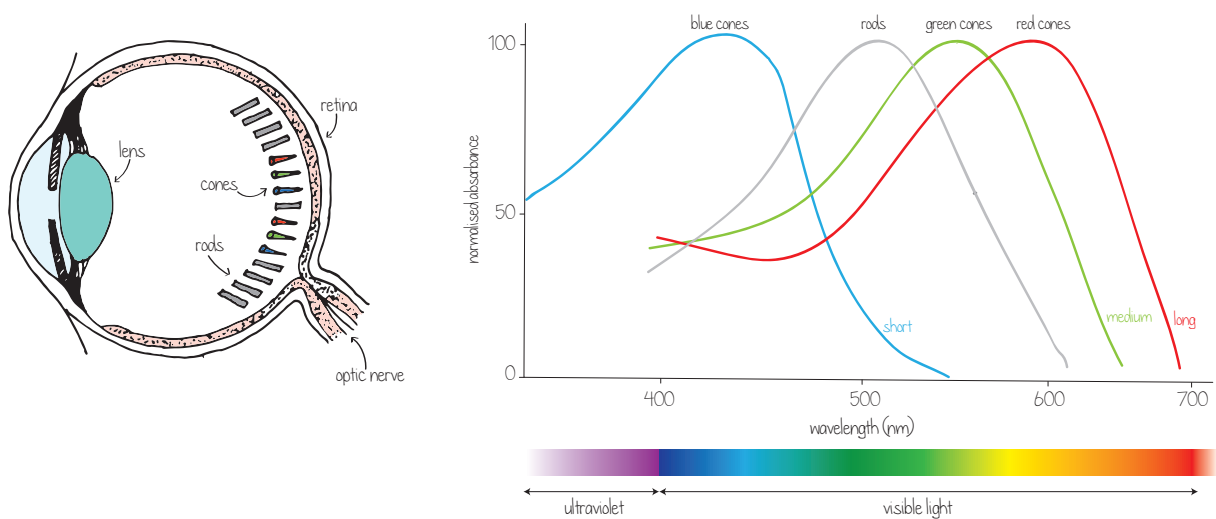 retina
lens
cones
rods
optic nerve
blue cones
rods
green cones
red cones
100
50
0
normalised absorbance
short
medium
long
400
500
600
700
wavelength (nm)
ultraviolet
visible light